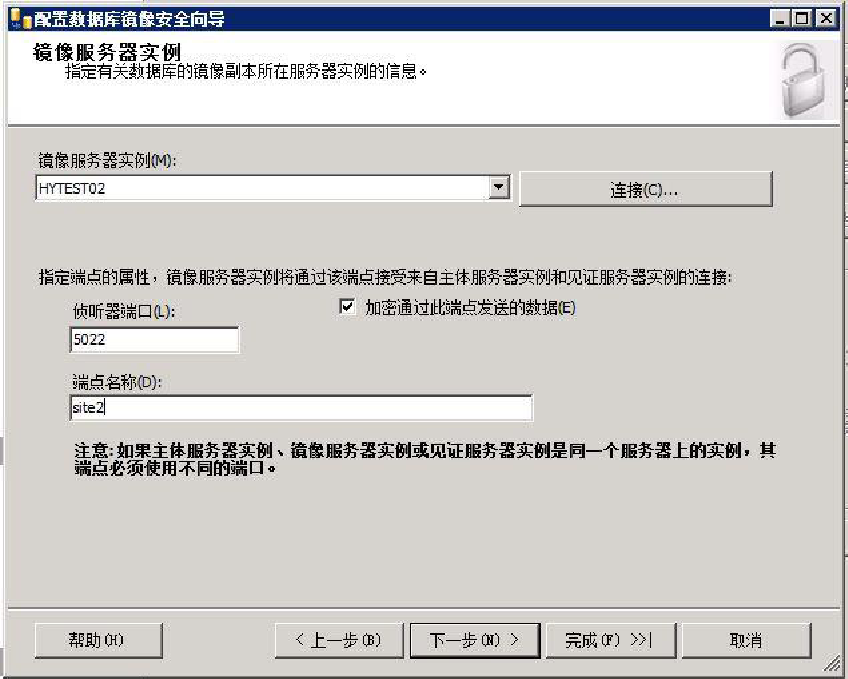 配置数据库镜像安全向导
镜像服务器实例
指定有关数据库的镜像副本所在服务器实例的信息。
镜像服务器实例(M):
HYTEST02
连接(C)...
指定端点的属性，镜像服务器实例将通过该端点接受来自主体服务器实例和见证服务器实例的连接:
侦听器端口(L):
加密通过此端点发送的数据(E)
5022
端点名称(D):
site2
注意:如果主体服务器实例、镜像服务器实例或见证服务器实例是同一个服务器上的实例，其
端点必须使用不同的端口。
帮助(H)
< 上一步(B)
下一步(N) >
完成(F) >>|
取消